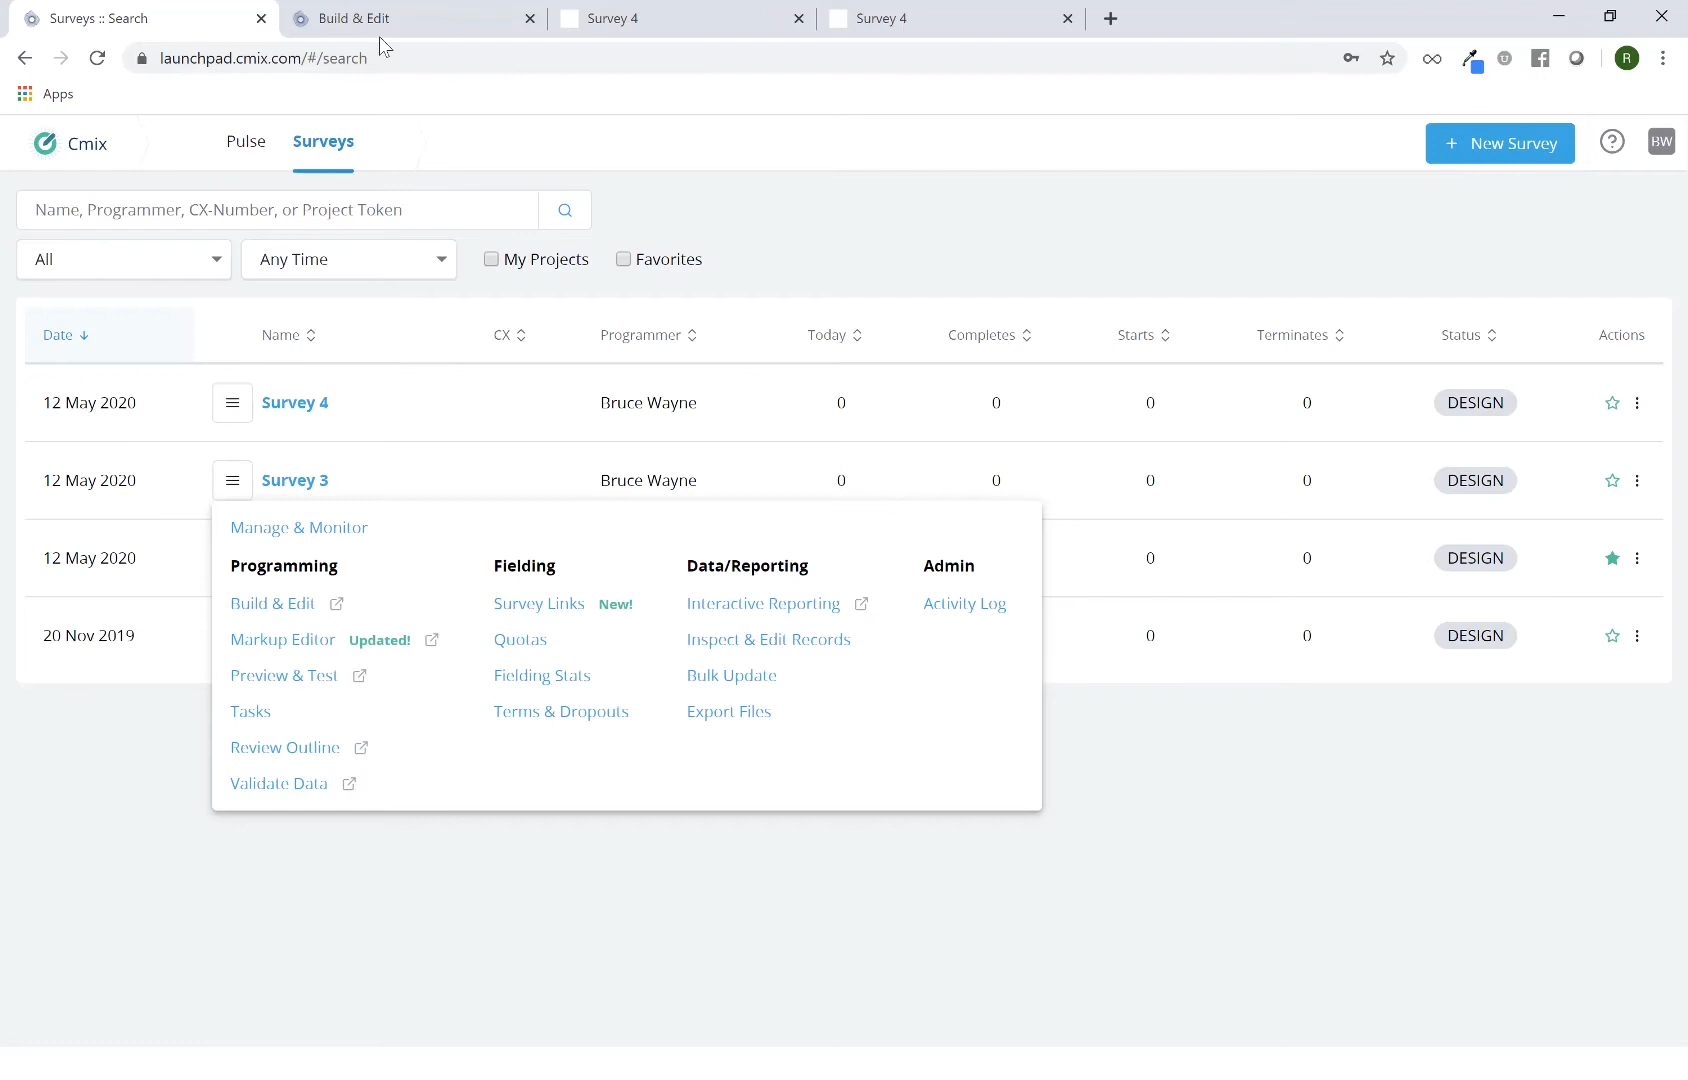 Surveys :: Search
Build & Edit
Survey 4
Survey 4
launchpad.cmix.com/#/search
R
Apps
Cmix
Pulse
Surveys
+ New Survey
BW
Name, Programmer, CX-Number, or Project Token
All
Any Time
My Projects
Favorites
Date Name CX Programmer Today Completes Starts Terminates Status Actions
12 May 2020 Survey 4 Bruce Wayne 0 0 0 0 DESIGN
12 May 2020 Survey 3 Bruce Wayne 0 0 0 0 DESIGN
12 May 2020 0 0 DESIGN
20 Nov 2019 0 0 DESIGN
Manage & Monitor
Programming
Build & Edit
Markup Editor Updated!
Preview & Test
Tasks
Review Outline
Validate Data
Fielding
Survey Links New!
Quotas
Fielding Stats
Terms & Dropouts
Data/Reporting
Interactive Reporting
Inspect & Edit Records
Bulk Update
Export Files
Admin
Activity Log